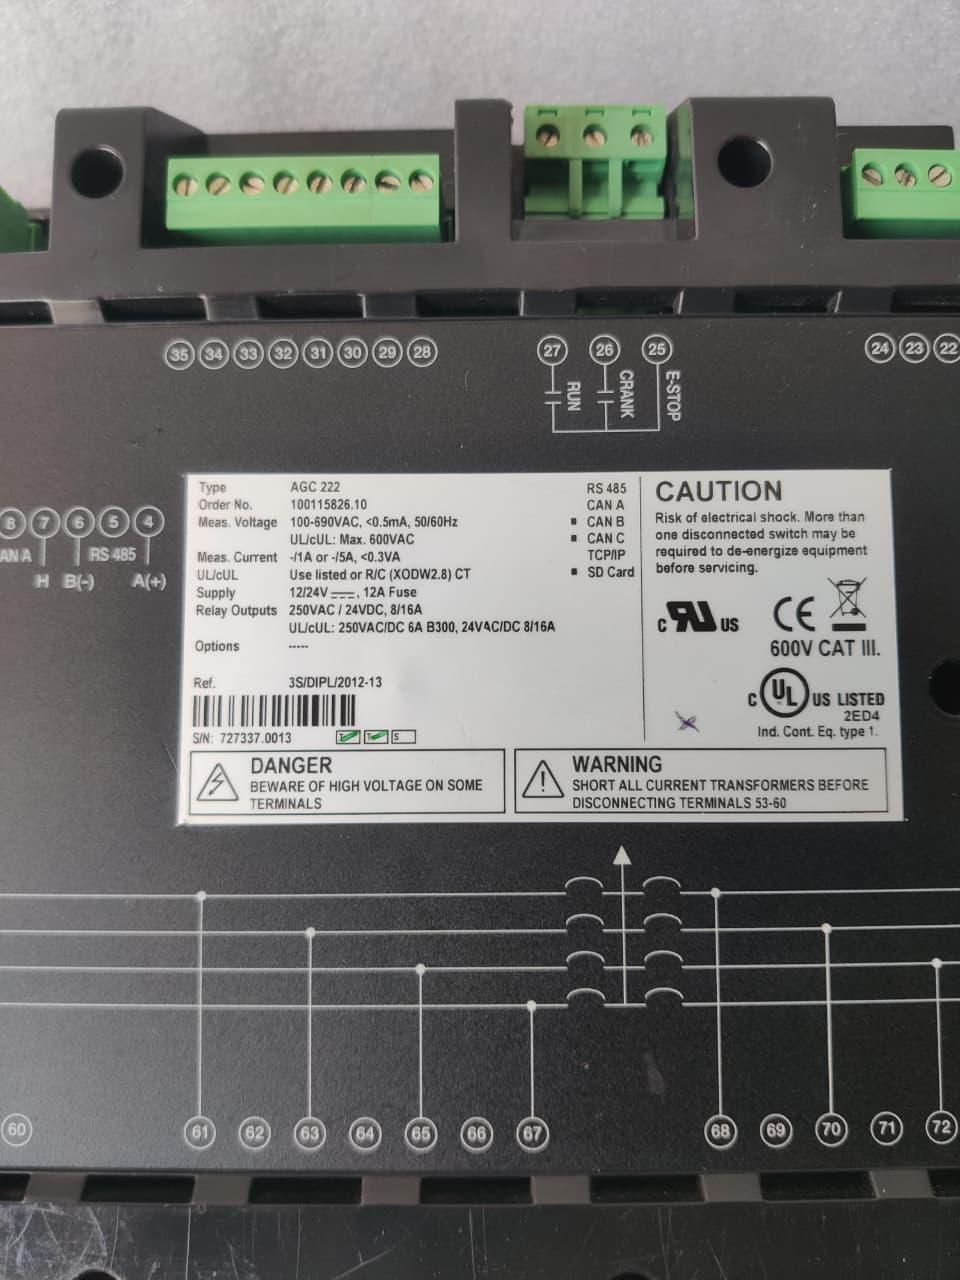 35 34 33 32 31 30 29 28
27 26 25
24 23 22
RUN
CRANK
E-STOP
8 7 6 5 4
AN A
RS 485
H B(-) A(+)
Type AGC 222
Order No. 100115826.10
Meas. Voltage 100-690VAC, <0.5mA, 50/60Hz
UL/cUL: Max. 600VAC
Meas. Current -/1A or -/5A, <0.3VA
UL/cUL Use listed or R/C (XODW2.8) CT
Supply 12/24V ⎓, 12A Fuse
Relay Outputs 250VAC / 24VDC, 8/16A
UL/cUL: 250VAC/DC 6A B300, 24VAC/DC 8/16A
Options -----
Ref. 3S/DIPL/2012-13
S/N: 727337.0013
S
RS 485
CAN A
▪ CAN B
▪ CAN C
TCP/IP
▪ SD Card
CAUTION
Risk of electrical shock. More than
one disconnected switch may be
required to de-energize equipment
before servicing.
c RU US
CE
600V CAT III.
c UL US LISTED
2ED4
Ind. Cont. Eq. type 1.
DANGER
BEWARE OF HIGH VOLTAGE ON SOME
TERMINALS
WARNING
SHORT ALL CURRENT TRANSFORMERS BEFORE
DISCONNECTING TERMINALS 53-60
60 61 62 63 64 65 66 67 68 69 70 71 72